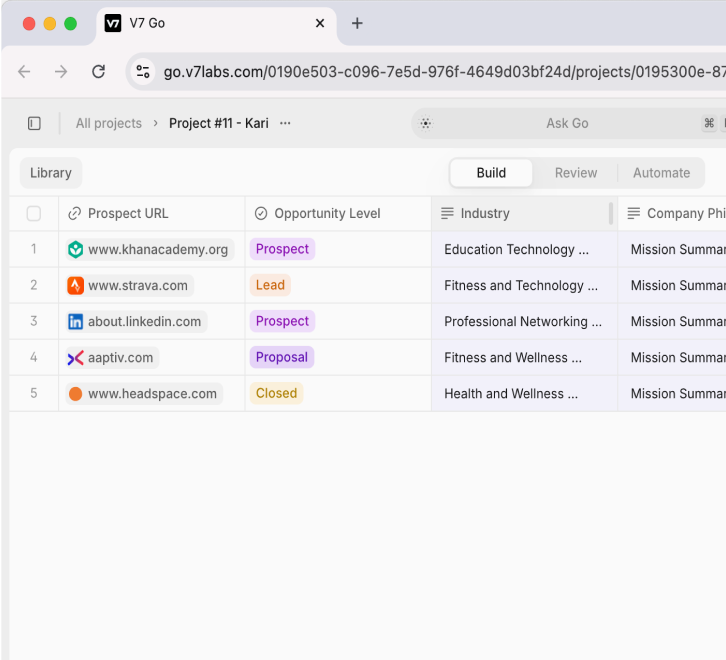 V7 V7 Go
go.v7labs.com/0190e503-c096-7e5d-976f-4649d03bf24d/projects/0195300e-87
All projects > Project #11 - Kari ... Ask Go ⌘
Library Build Review Automate
Prospect URL Opportunity Level Industry Company Phi
1 www.khanacademy.org Prospect Education Technology ... Mission Summar
2 www.strava.com Lead Fitness and Technology ... Mission Summar
3 in about.linkedin.com Prospect Professional Networking ... Mission Summar
4 aaptiv.com Proposal Fitness and Wellness ... Mission Summar
5 www.headspace.com Closed Health and Wellness ... Mission Summar